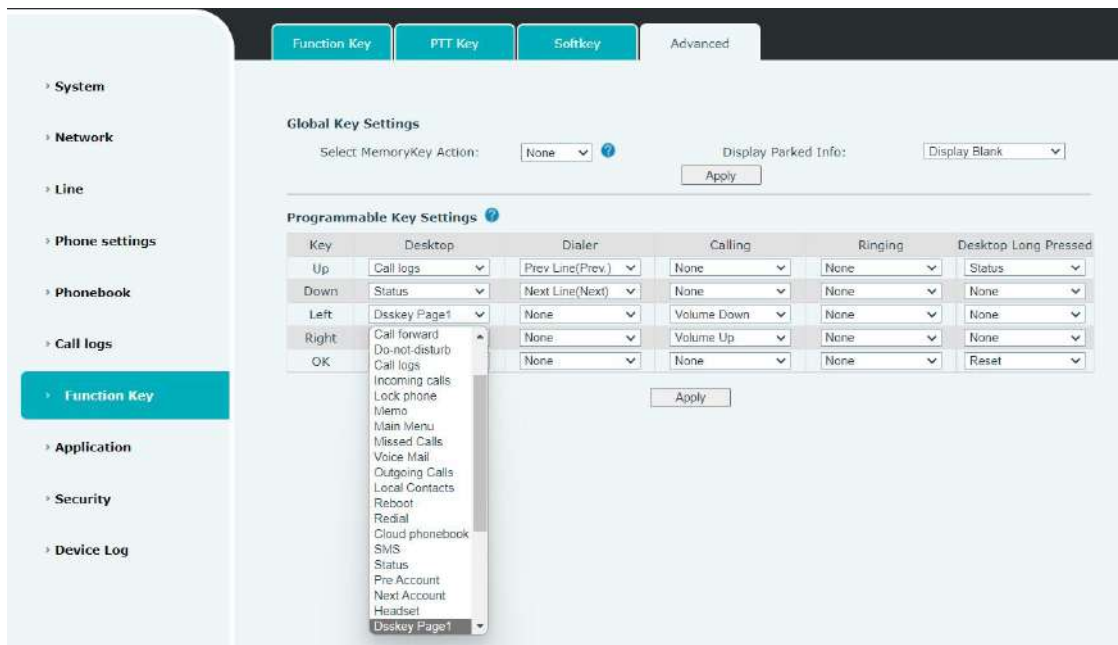 Function Key PTT Key Softkey Advanced
› System
› Network
› Line
› Phone settings
› Phonebook
› Call logs
› Function Key
› Application
› Security
› Device Log
Global Key Settings
Select MemoryKey Action: None ? Display Parked Info: Display Blank
Apply
Programmable Key Settings ?
Key Desktop Dialer Calling Ringing Desktop Long Pressed
Up Call logs Prev Line(Prev.) None None Status
Down Status Next Line(Next) None None None
Left Dsskey Page1 None Volume Down None None
Right None Volume Up None None
OK None None None Reset
Call forward
Do-not-disturb
Call logs
Incoming calls
Lock phone
Memo
Main Menu
Missed Calls
Voice Mail
Outgoing Calls
Local Contacts
Reboot
Redial
Cloud phonebook
SMS
Status
Pre Account
Next Account
Headset
Dsskey Page1
Apply